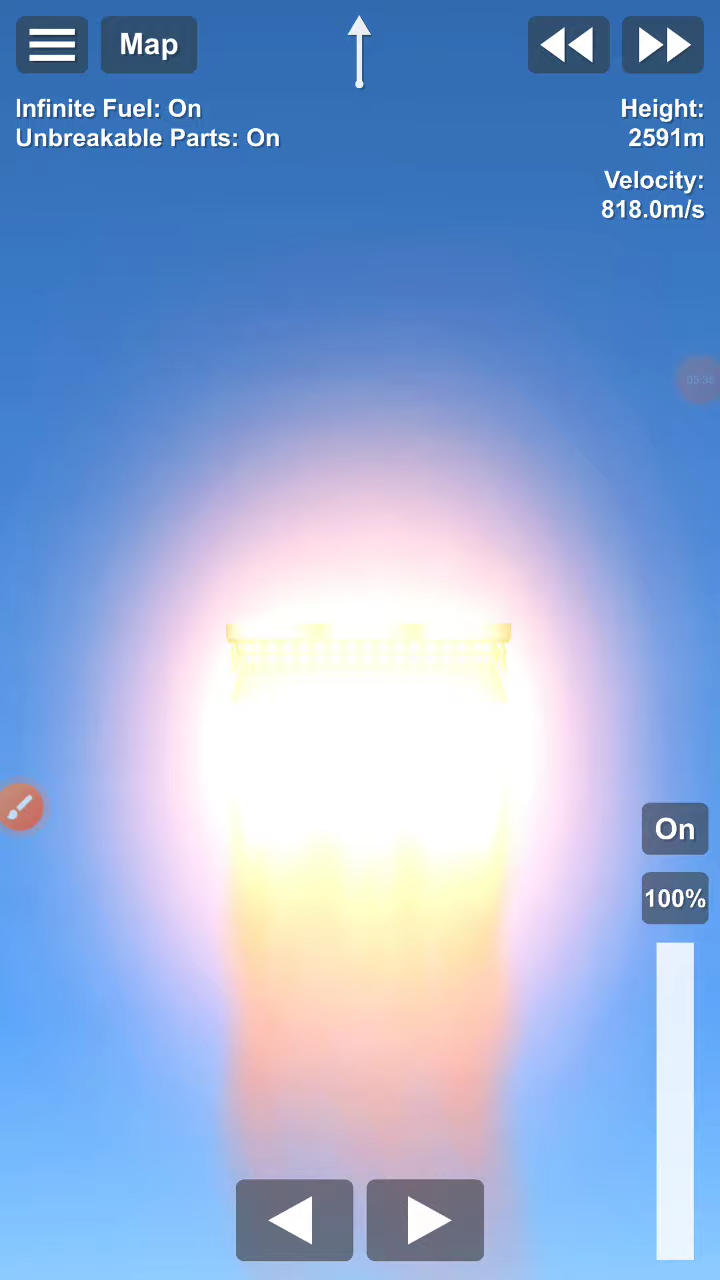 Map
Infinite Fuel: On
Unbreakable Parts: On
Height:
2591m
Velocity:
818.0m/s
On
100%